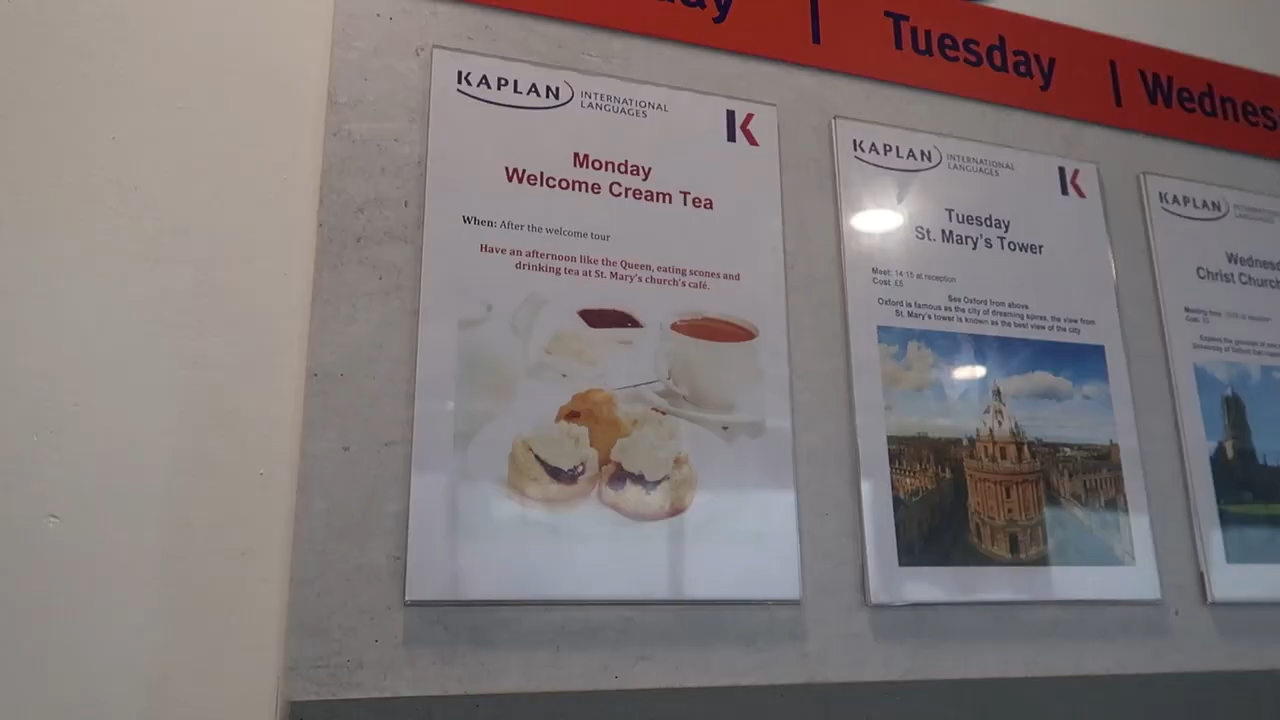 Tuesday
KAPLAN INTERNATIONAL
LANGUAGES
Monday
Welcome Cream Tea
When: After the welcome tour
Have an afternoon like the Queen, eating scones and
drinking tea at St. Mary's church's café.
KAPLAN INTERNATIONAL
LANGUAGES
Tuesday
St. Mary's Tower
Meet: 14:15 at reception
Cost: £5
See Oxford from above
Oxford is famous as the city of dreaming spires, the view from
St. Mary's tower is known as the best view of the city
KAPLAN
Christ Church